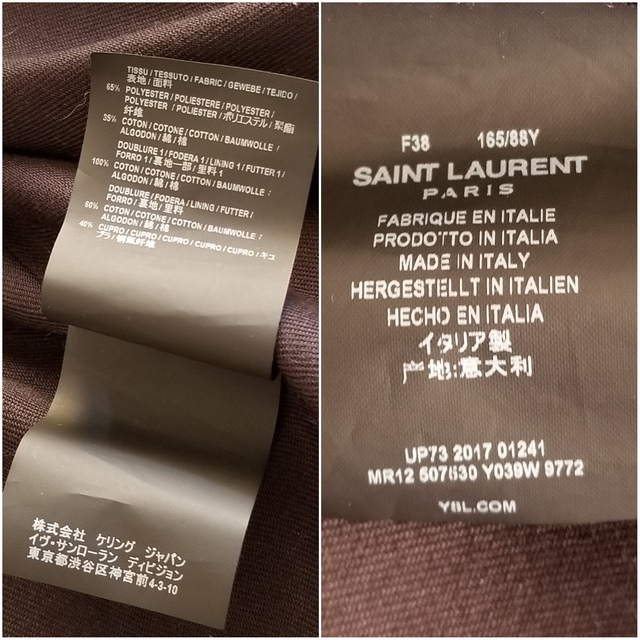 TISSU / TESSUTO / FABRIC / GEWEBE / TEJIDO /
表地 / 面料
65% POLYESTER / POLIESTERE / POLYESTER /
POLYESTER / POLIESTER / ポリエステル / 聚酯
纤维
35% COTON / COTONE / COTTON / BAUMWOLLE /
ALGODON / 綿 / 棉
DOUBLURE 1 / FODERA 1 / LINING 1 / FUTTER 1 /
FORRO 1 / 裏地一部 / 里料 1
100% COTON / COTONE / COTTON / BAUMWOLLE /
ALGODON / 綿 / 棉
DOUBLURE / FODERA / LINING / FUTTER /
FORRO / 裏地 / 里料
60% COTON / COTONE / COTTON / BAUMWOLLE /
ALGODON / 綿 / 棉
40% CUPRO / CUPRO / CUPRO / CUPRO / CUPRO / キュ
プラ / 铜氨纤维
株式会社 ケリング ジャパン
イヴ・サンローラン ディビジョン
東京都渋谷区神宮前4-3-10
F38 165/88Y
SAINT LAURENT
PARIS
FABRIQUE EN ITALIE
PRODOTTO IN ITALIA
MADE IN ITALY
HERGESTELLT IN ITALIEN
HECHO EN ITALIA
イタリア製
产地:意大利
UP73 2017 01241
MR12 507630 Y039W 9772
YSL.COM